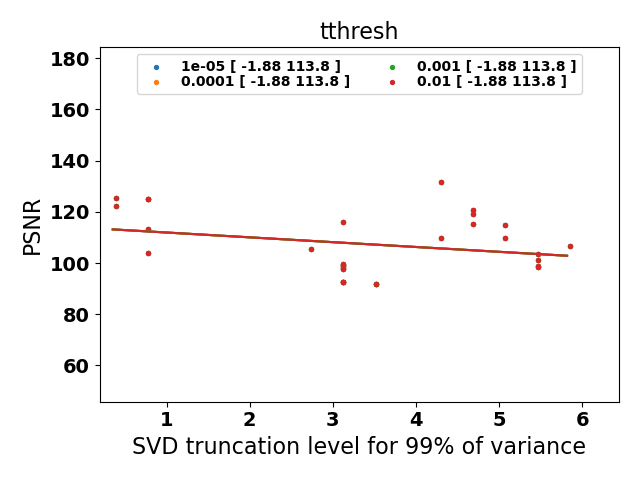 tthresh
1e-05 [ -1.88 113.8 ]
0.0001 [ -1.88 113.8 ]
0.001 [ -1.88 113.8 ]
0.01 [ -1.88 113.8 ]
PSNR
180
160
140
120
100
80
60
1 2 3 4 5 6
SVD truncation level for 99% of variance